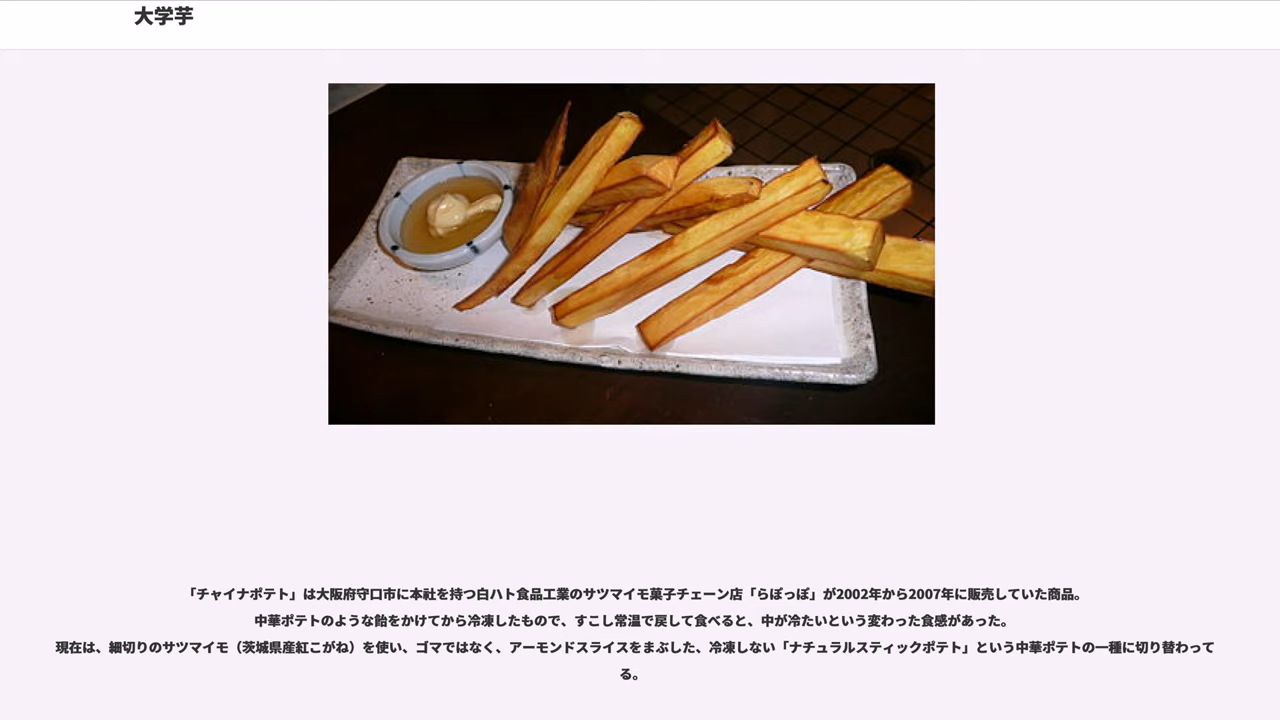 大学芋
「チャイナポテト」は大阪府守口市に本社を持つ白ハト食品工業のサツマイモ菓子チェーン店「らぽっぽ」が2002年から2007年に販売していた商品。
中華ポテトのような飴をかけてから冷凍したもので、すこし常温で戻して食べると、中が冷たいという変わった食感があった。
現在は、細切りのサツマイモ（茨城県産紅こがね）を使い、ゴマではなく、アーモンドスライスをまぶした、冷凍しない「ナチュラルスティックポテト」という中華ポテトの一種に切り替わって
る。